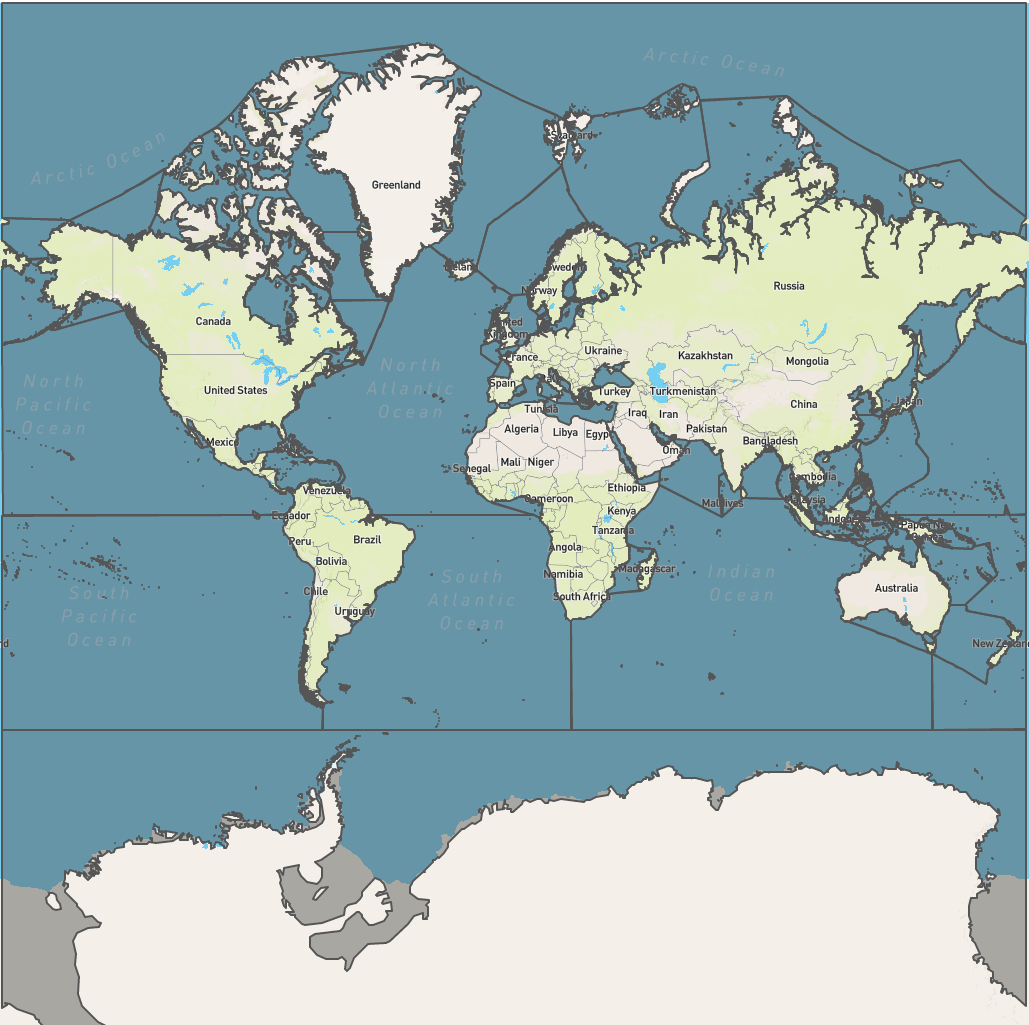 Arctic Ocean
Arctic Ocean
Svalbard
Greenland
Iceland
Sweden
Norway
Russia
Canada
United
Kingdom
Ukraine
France
Kazakhstan
Mongolia
North
Pacific
Ocean
North
Atlantic
Ocean
United States
Spain
Turkey
Turkmenistan
China
Japan
Tunisia
Iraq
Iran
Algeria
Libya
Egypt
Pakistan
Mexico
Bangladesh
Oman
Mali
Niger
Senegal
Cambodia
Venezuela
Cameroon
Ethiopia
Maldives
Malaysia
Ecuador
Kenya
Indonesia
Papua New
Guinea
Peru
Brazil
Tanzania
Angola
Bolivia
Namibia
Madagascar
South
Pacific
Ocean
South
Atlantic
Ocean
Indian
Ocean
Chile
South Africa
Australia
Uruguay
New Zealand